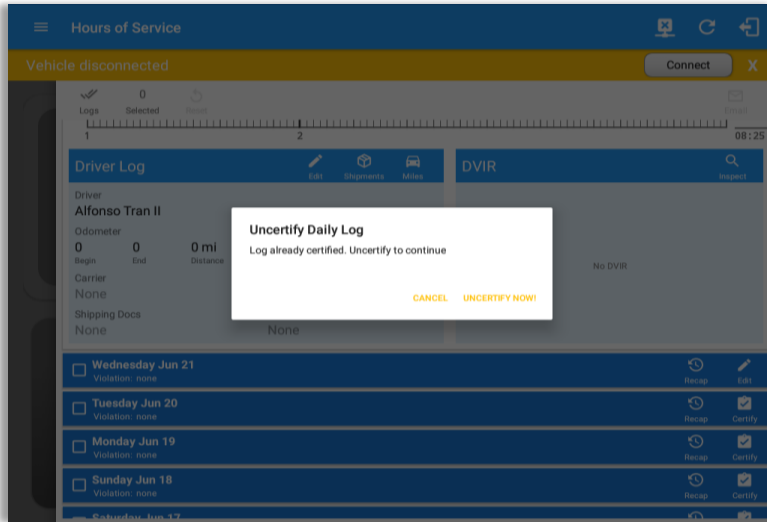 Hours of Service
Vehicle disconnected
Connect
X
0
Logs
Selected
Reset
Email
1
2
08:25
Driver Log
Edit
Shipments
Miles
DVIR
Inspect
Driver
Alfonso Tran II
Odometer
0
0
0 mi
Begin
End
Distance
Carrier
None
Shipping Docs
None
None
No DVIR
Uncertify Daily Log
Log already certified. Uncertify to continue
CANCEL
UNCERTIFY NOW!
Wednesday Jun 21
Violation: none
Recap
Edit
Tuesday Jun 20
Violation: none
Recap
Certify
Monday Jun 19
Violation: none
Recap
Certify
Sunday Jun 18
Violation: none
Recap
Certify
Saturday Jun 17